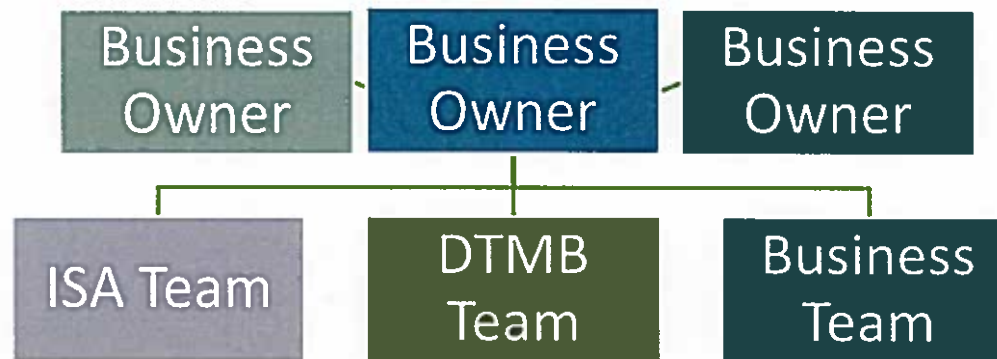 Business
Owner
Business
Owner
Business
Owner
ISA Team
DTMB
Team
Business
Team